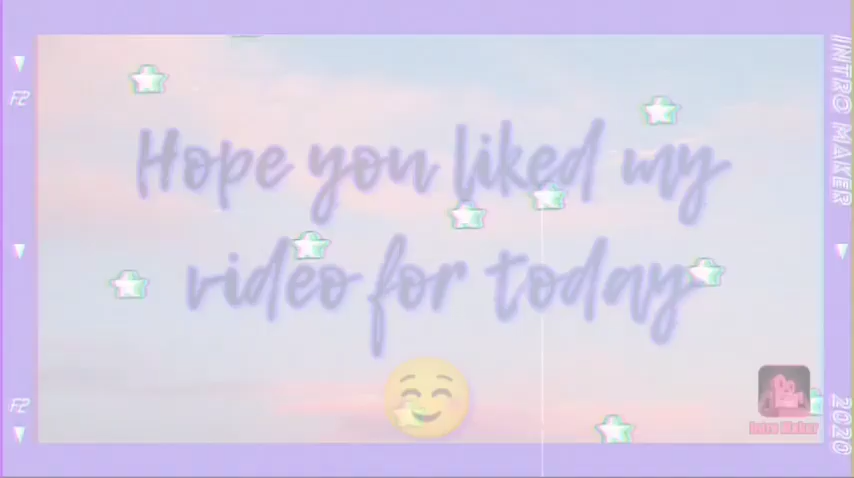 Hope you liked my
video for today
F2
F2
INTRO MAKER
2020
Intro Maker